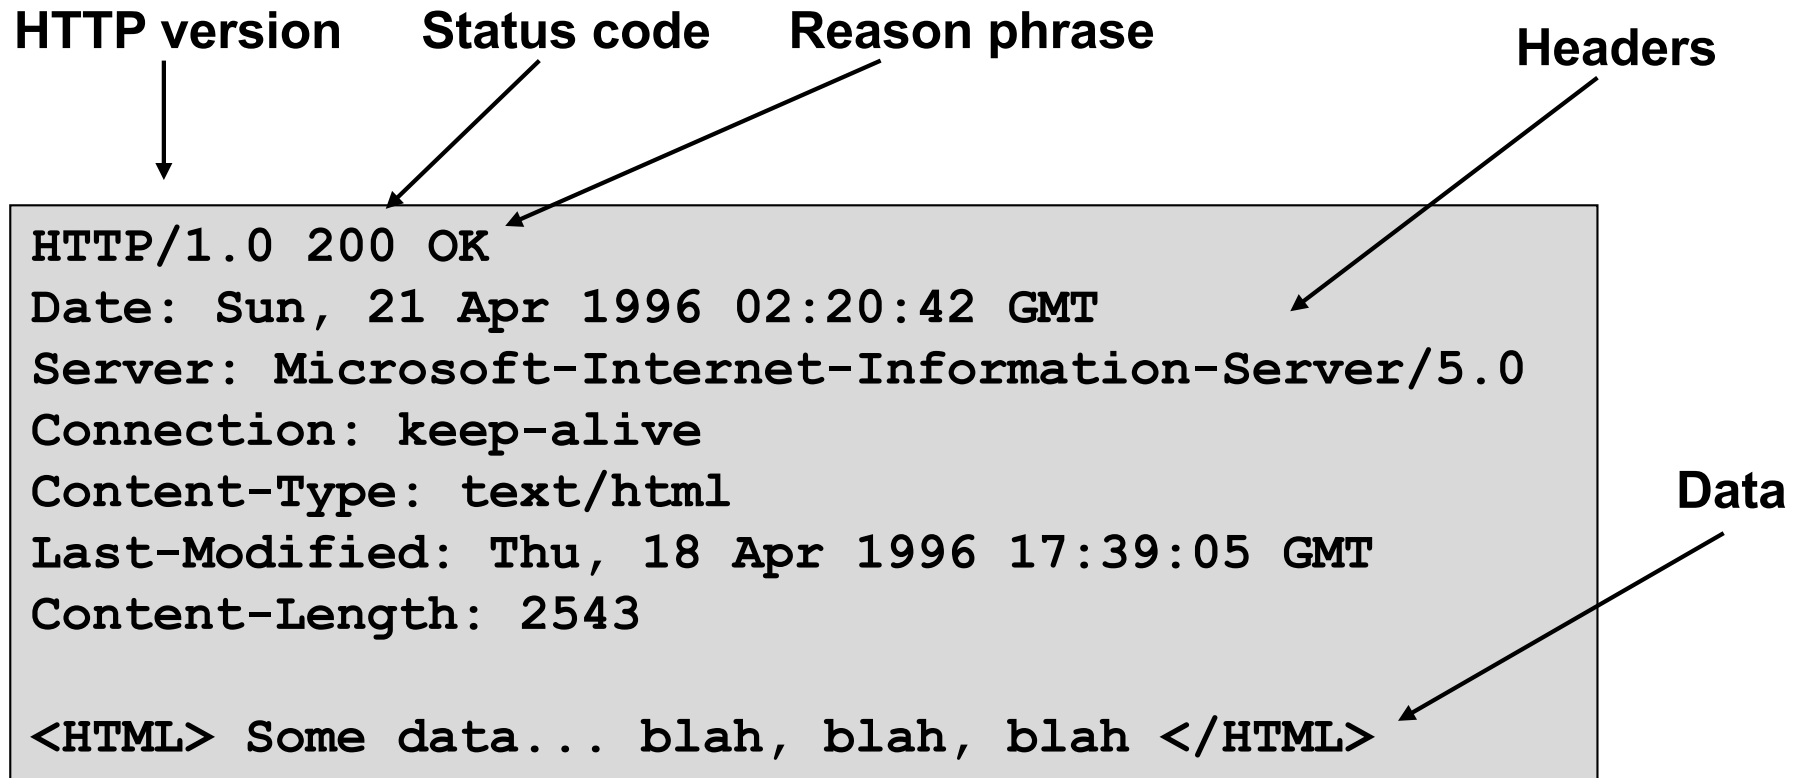 HTTP version Status code Reason phrase Headers
HTTP/1.0 200 OK
Date: Sun, 21 Apr 1996 02:20:42 GMT
Server: Microsoft-Internet-Information-Server/5.0
Connection: keep-alive
Content-Type: text/html
Data
Last-Modified: Thu, 18 Apr 1996 17:39:05 GMT
Content-Length: 2543
<HTML> Some data... blah, blah, blah </HTML>